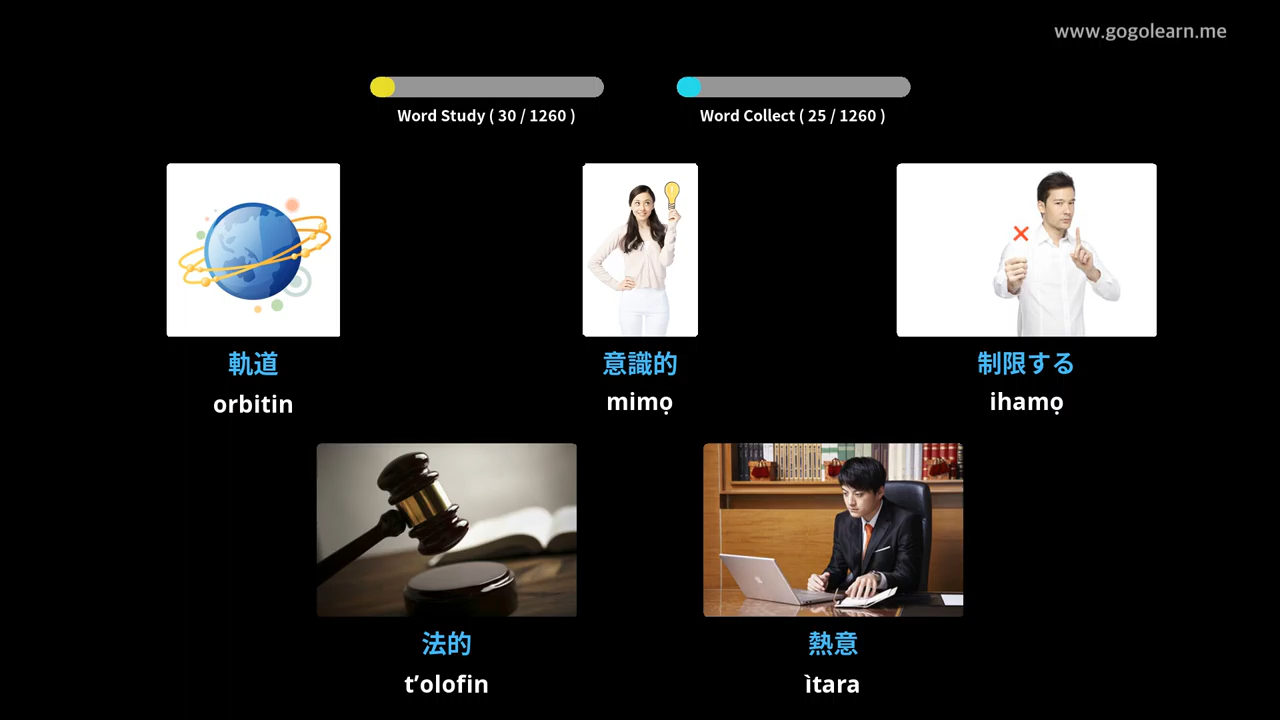 www.gogolearn.me
Word Study ( 30 / 1260 )
Word Collect ( 25 / 1260 )
軌道
orbitin
意識的
mimọ
制限する
ihamọ
法的
t’olofin
熱意
ìtara